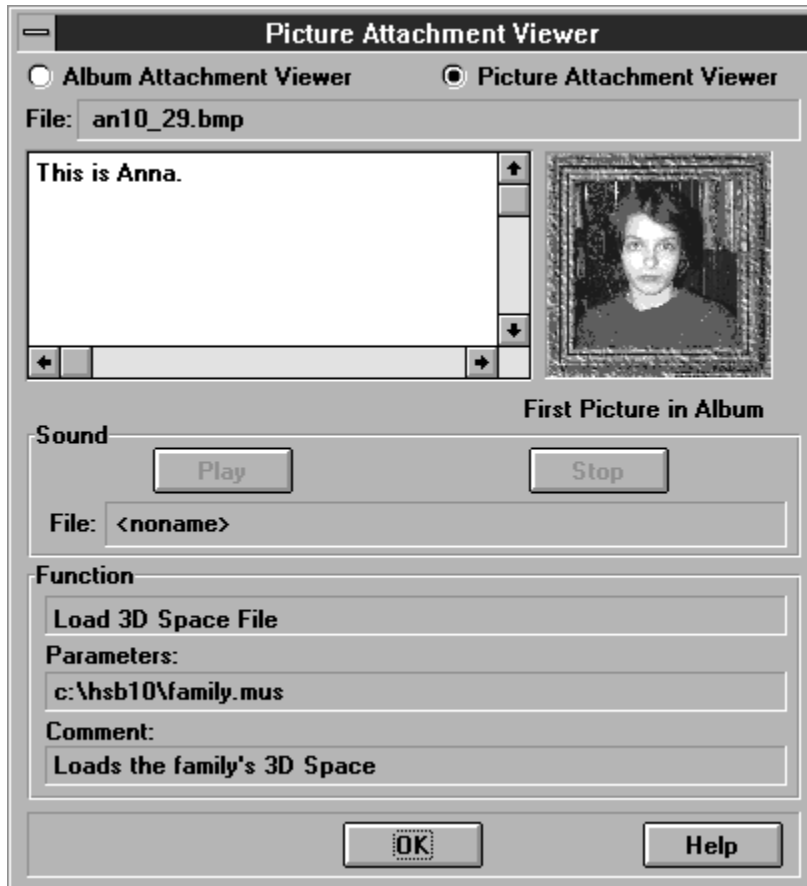 Picture Attachment Viewer
Album Attachment Viewer Picture Attachment Viewer
File: an10_29.bmp
This is Anna.
First Picture in Album
Sound
Play Stop
File: <noname>
Function
Load 3D Space File
Parameters:
c:\hsb10\family.mus
Comment:
Loads the family's 3D Space
OK Help